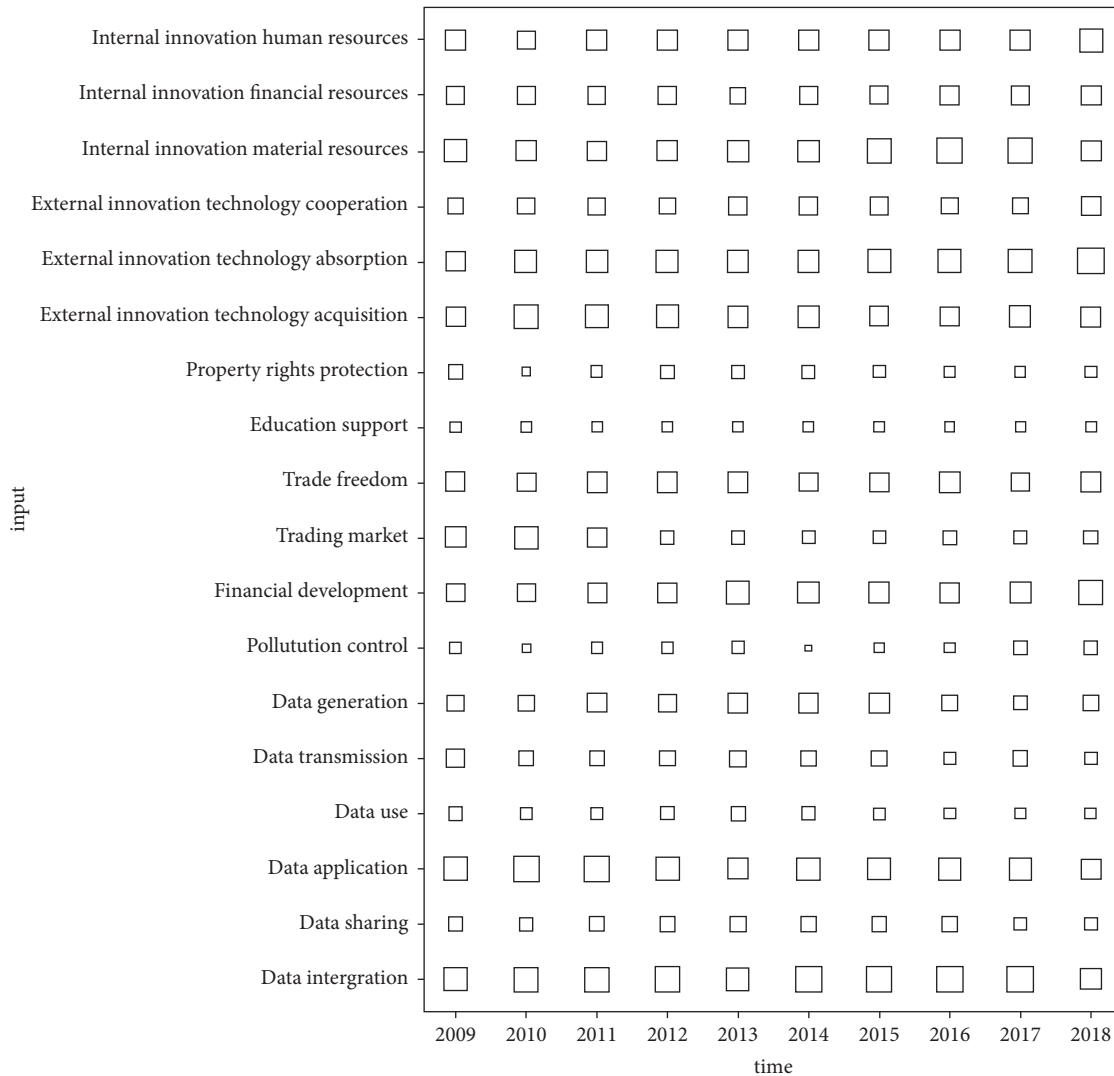 Internal innovation human resources
Internal innovation financial resources
Internal innovation material resources
External innovation technology cooperation
External innovation technology absorption
External innovation technology acquisition
Property rights protection
Education support
Trade freedom
Trading market
input
Financial development
Pollutution control
Data generation
Data transmission
Data use
Data application
Data sharing
Data intergration
2009 2010 2011 2012 2013 2014 2015 2016 2017 2018
time